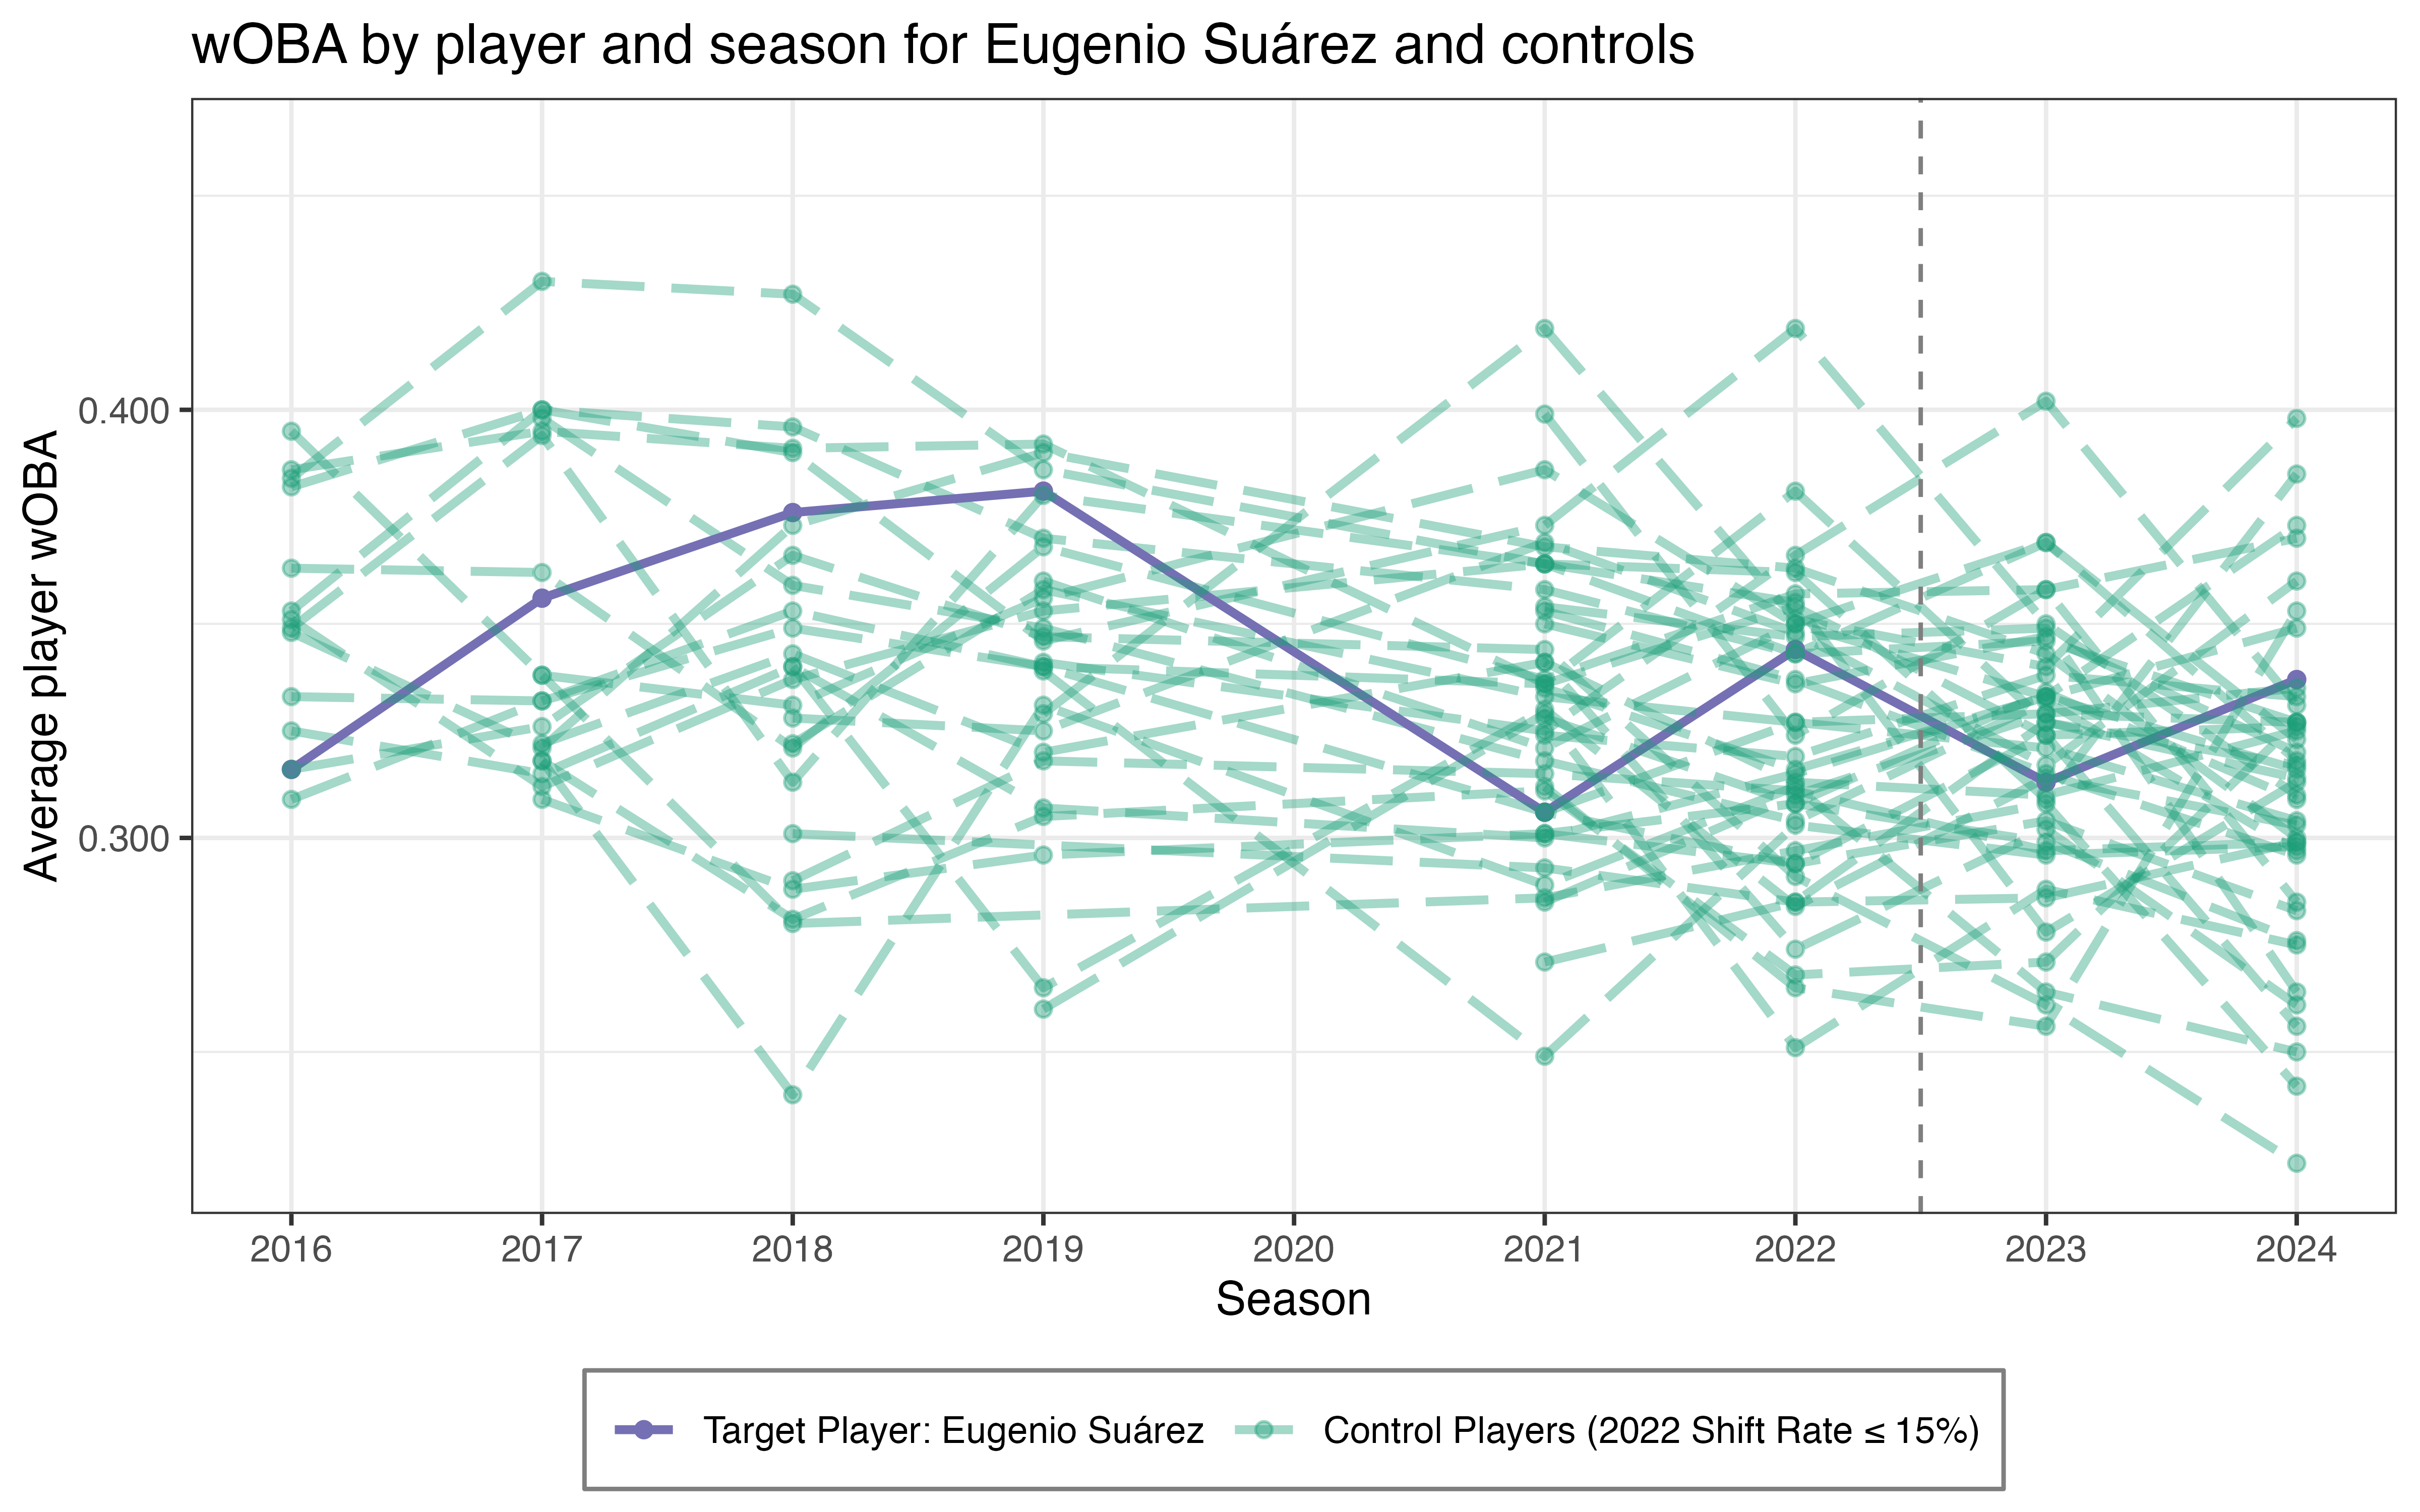 wOBA by player and season for Eugenio Suárez and controls
Average player wOBA
0.400
0.300
2016 2017 2018 2019 2020 2021 2022 2023 2024
Season
Target Player: Eugenio Suárez Control Players (2022 Shift Rate ≤ 15%)